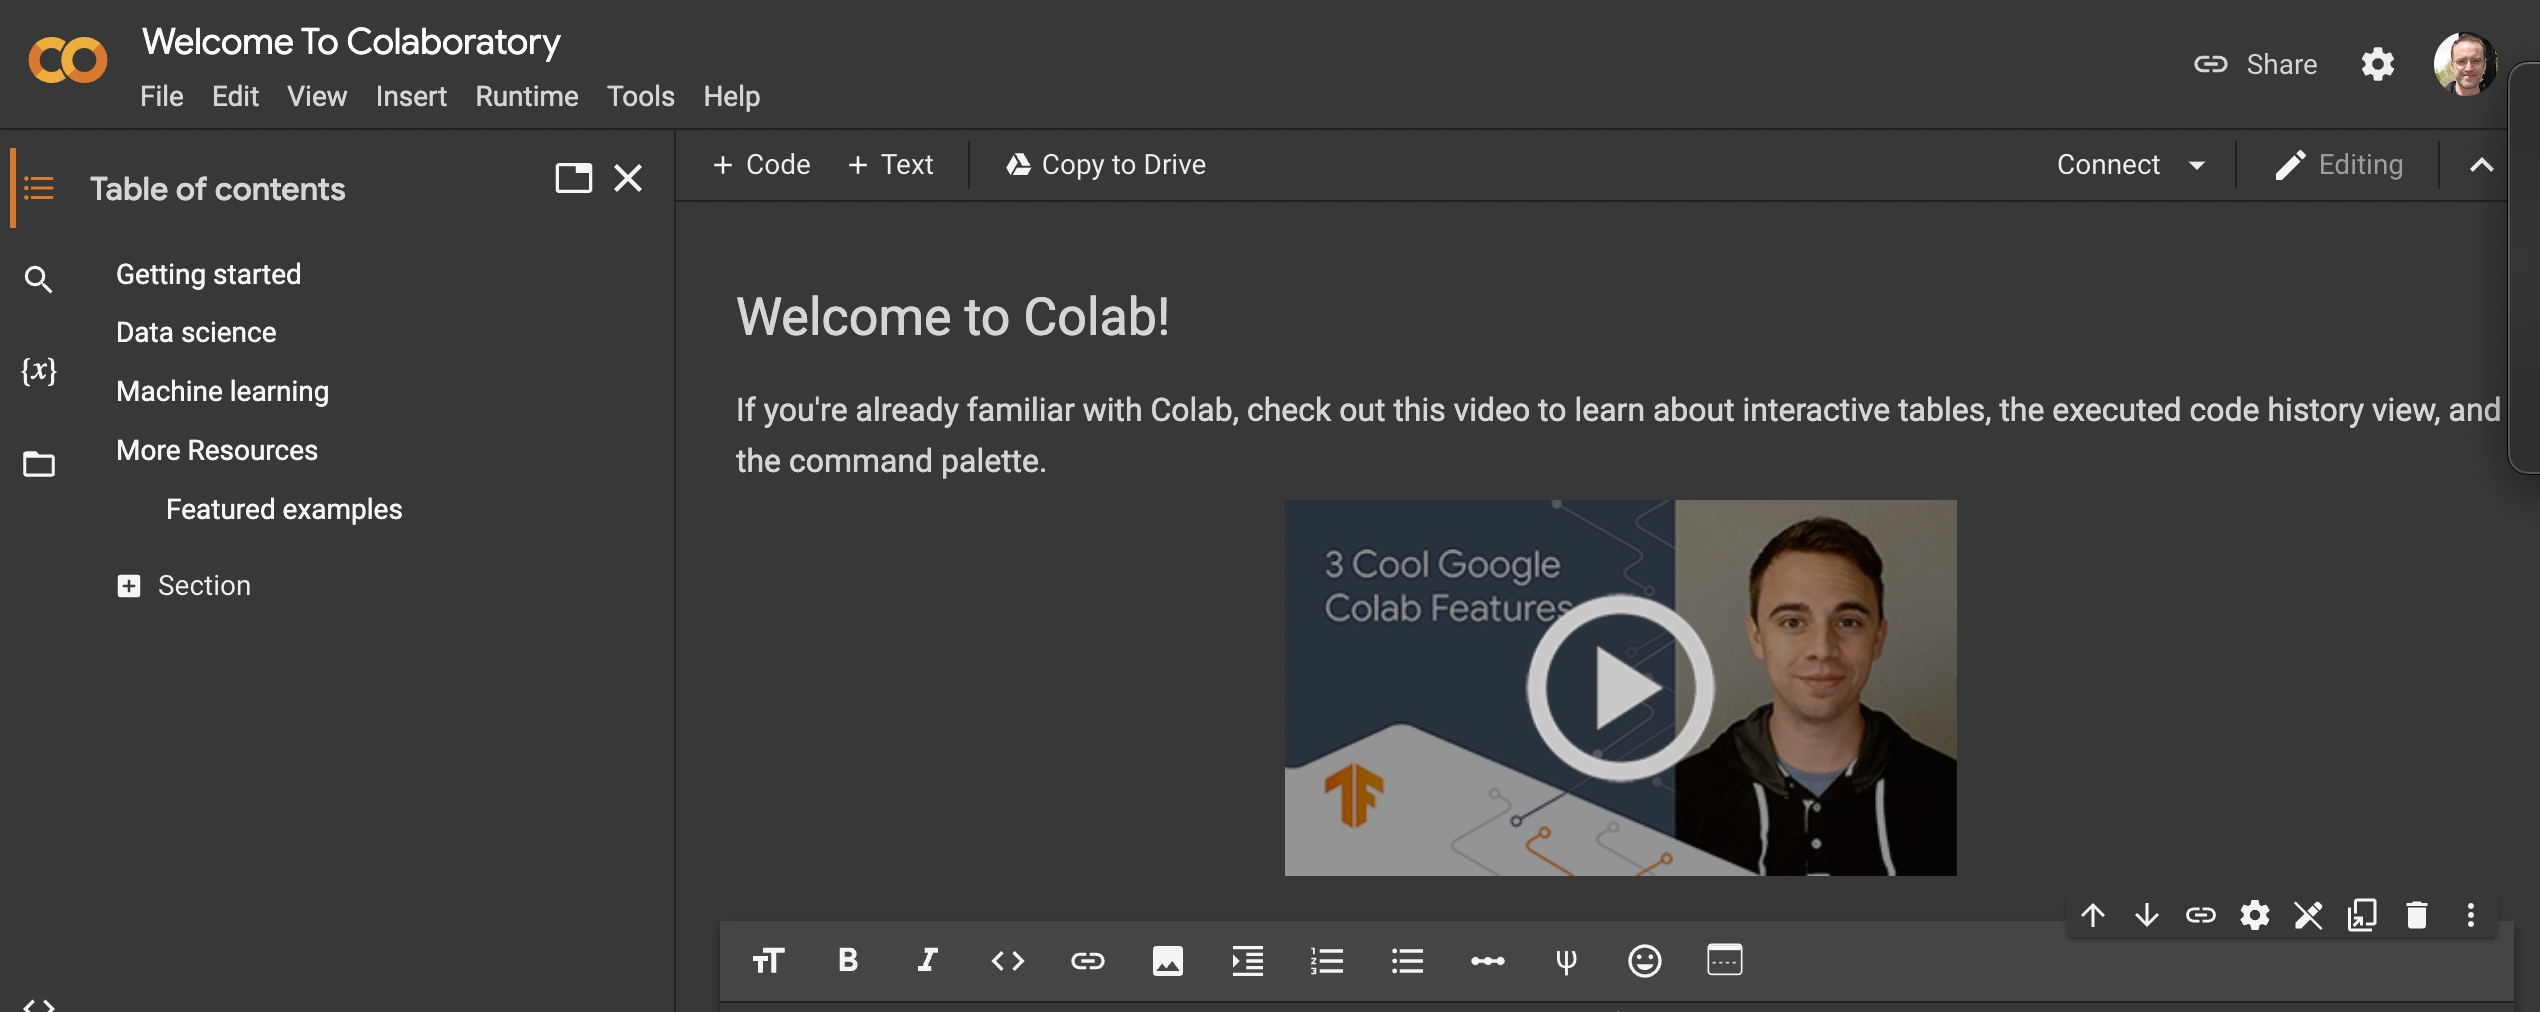 Welcome To Colaboratory
File Edit View Insert Runtime Tools Help
Share
Table of contents
Getting started
Data science
{x}
Machine learning
More Resources
Featured examples
Section
+ Code + Text Copy to Drive
Connect Editing
Welcome to Colab!
If you're already familiar with Colab, check out this video to learn about interactive tables, the executed code history view, and
the command palette.
3 Cool Google
Colab Features
B I <> Ψ